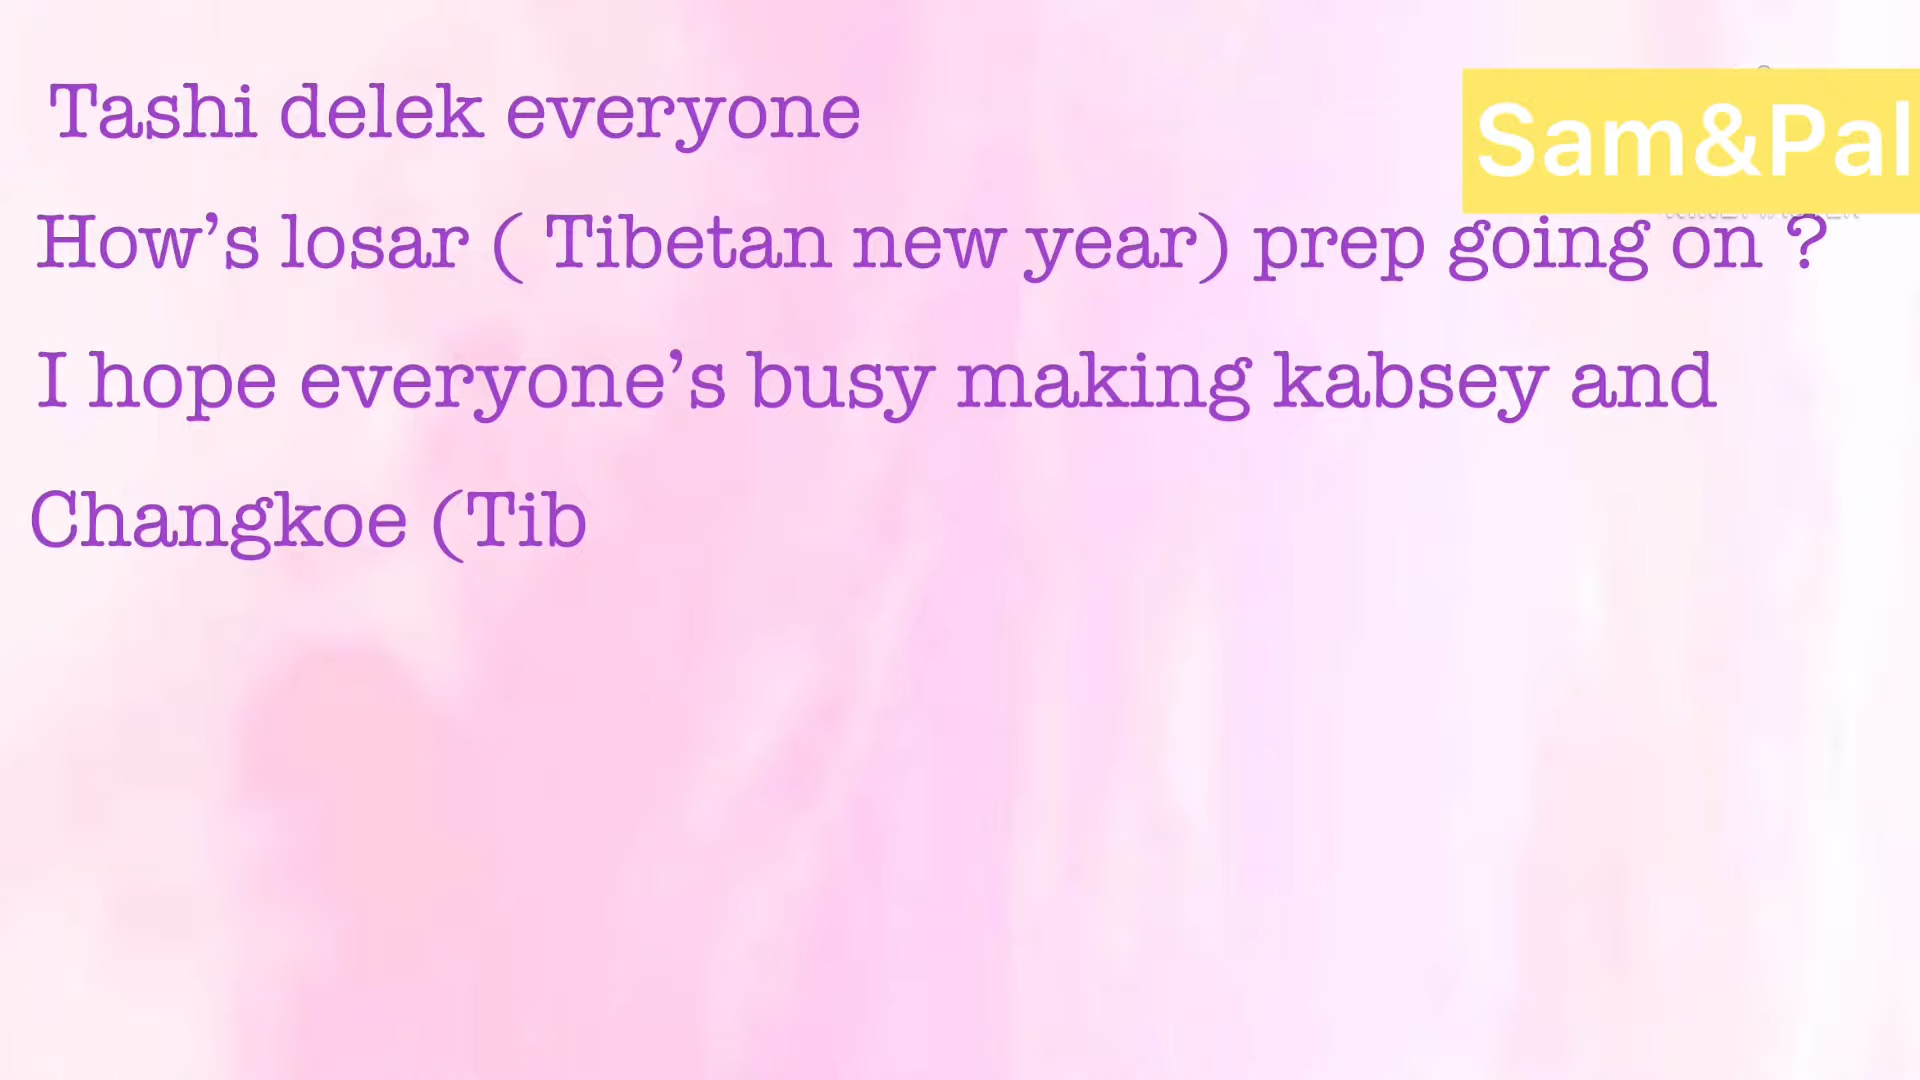 Tashi delek everyone
Sam&Pal
How’s losar ( Tibetan new year) prep going on ?
I hope everyone’s busy making kabsey and
Changkoe (Tib